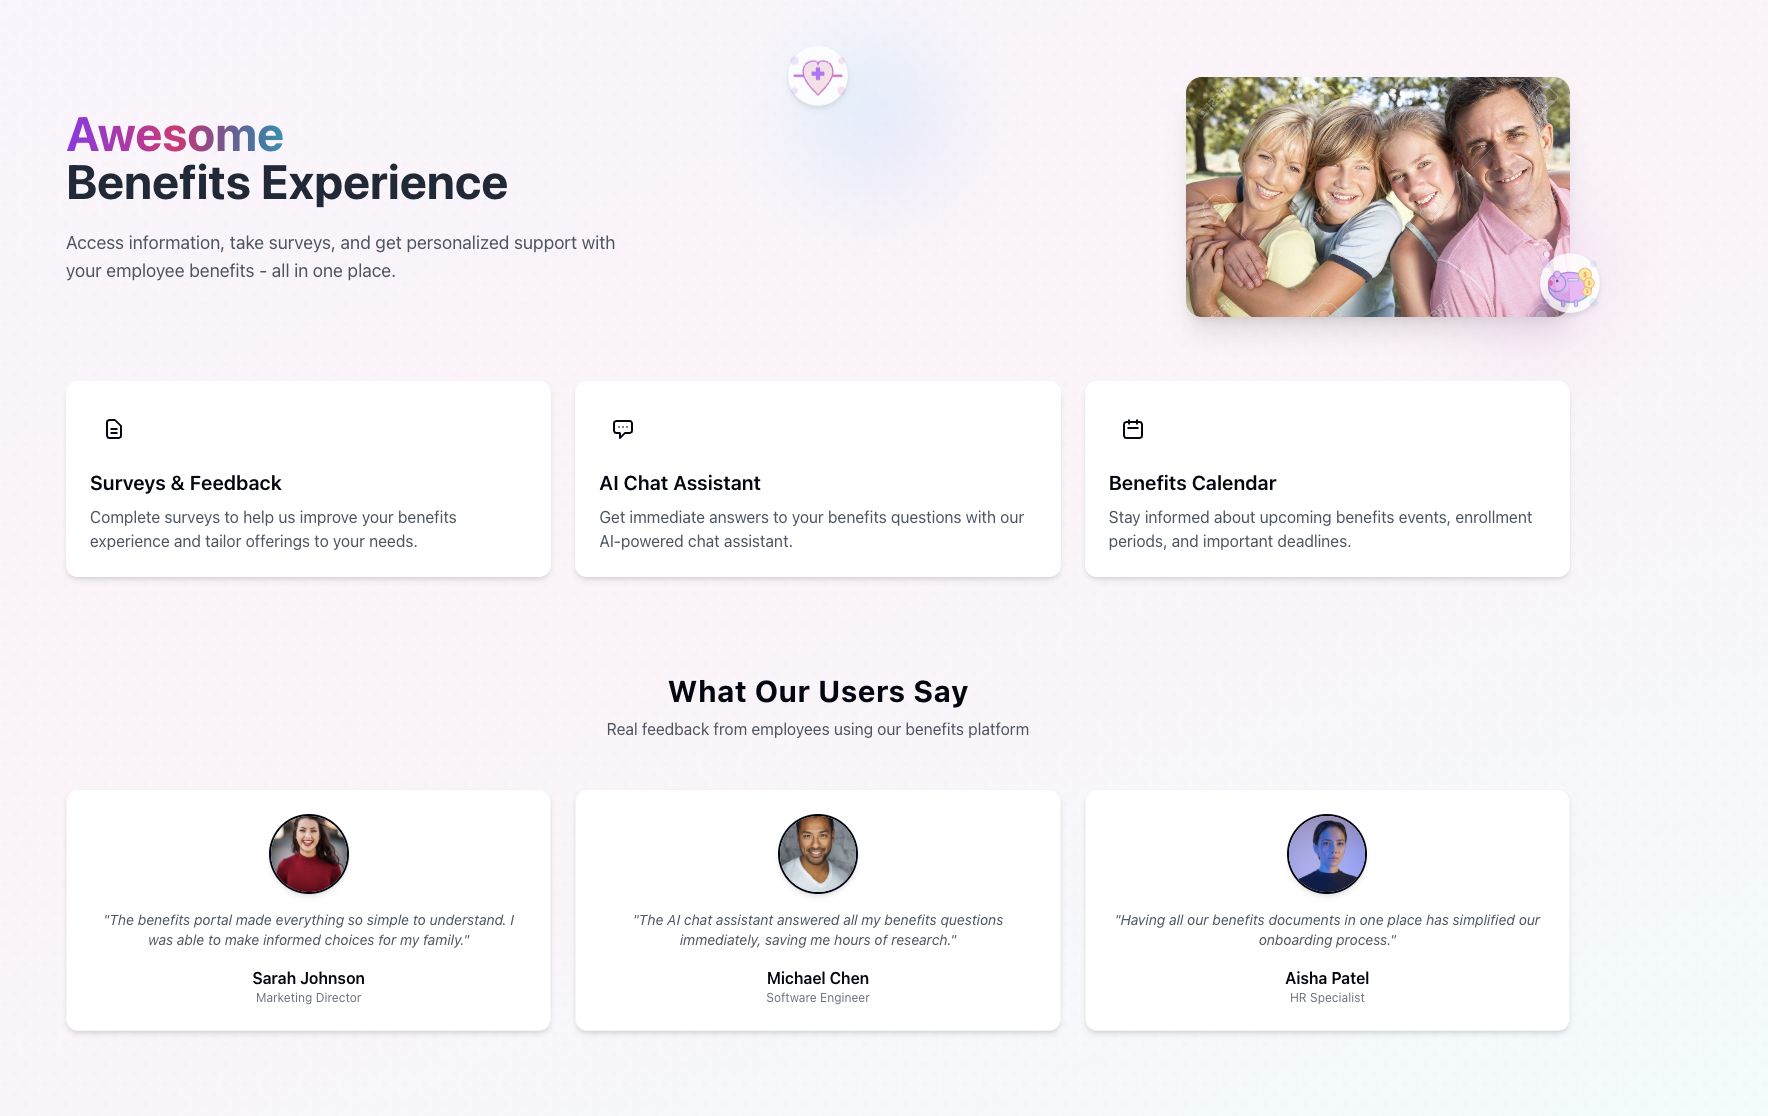 Awesome
Benefits Experience
Access information, take surveys, and get personalized support with
your employee benefits - all in one place.
Surveys & Feedback
Complete surveys to help us improve your benefits
experience and tailor offerings to your needs.
AI Chat Assistant
Get immediate answers to your benefits questions with our
AI-powered chat assistant.
Benefits Calendar
Stay informed about upcoming benefits events, enrollment
periods, and important deadlines.
What Our Users Say
Real feedback from employees using our benefits platform
"The benefits portal made everything so simple to understand. I
was able to make informed choices for my family."
Sarah Johnson
Marketing Director
"The AI chat assistant answered all my benefits questions
immediately, saving me hours of research."
Michael Chen
Software Engineer
"Having all our benefits documents in one place has simplified our
onboarding process."
Aisha Patel
HR Specialist